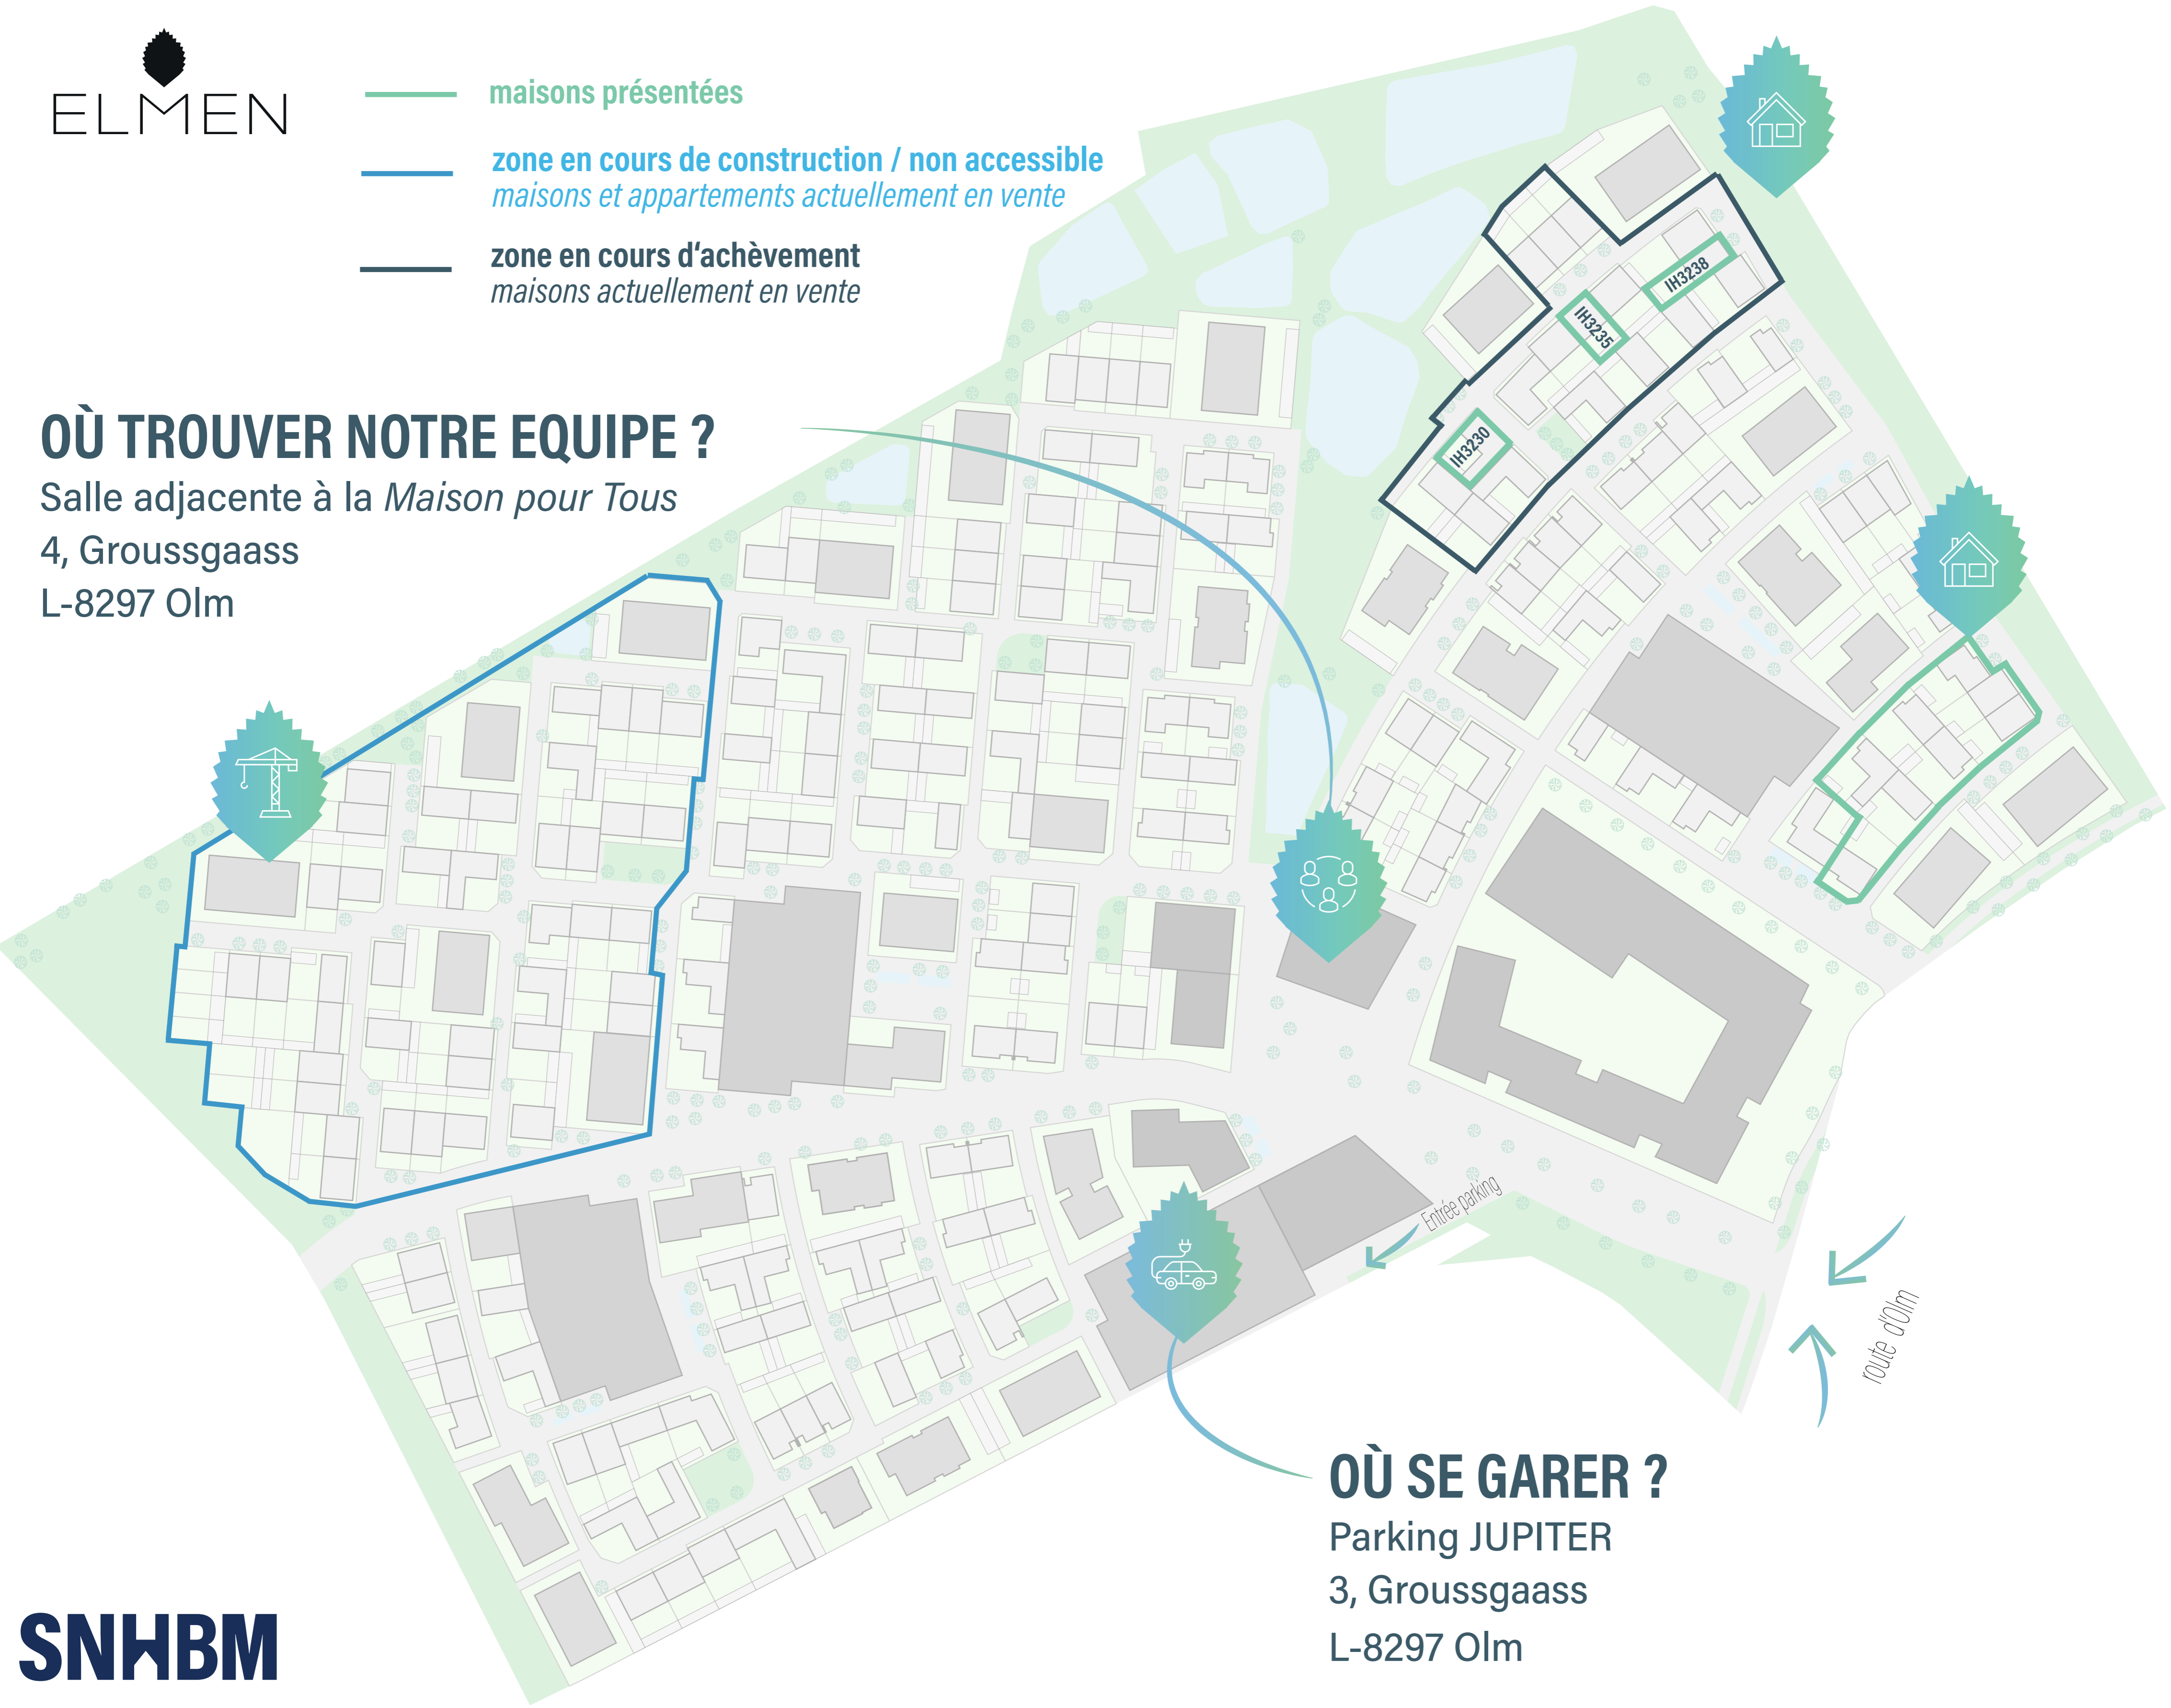 ELMEN
maisons présentées
zone en cours de construction / non accessible
maisons et appartements actuellement en vente
zone en cours d‘achèvement
maisons actuellement en vente
OÙ TROUVER NOTRE EQUIPE ?
Salle adjacente à la Maison pour Tous
4, Groussgaass
L-8297 Olm
IH3238
IH3235
IH3230
Entrée parking
route d'Olm
OÙ SE GARER ?
Parking JUPITER
3, Groussgaass
L-8297 Olm
SNHBM